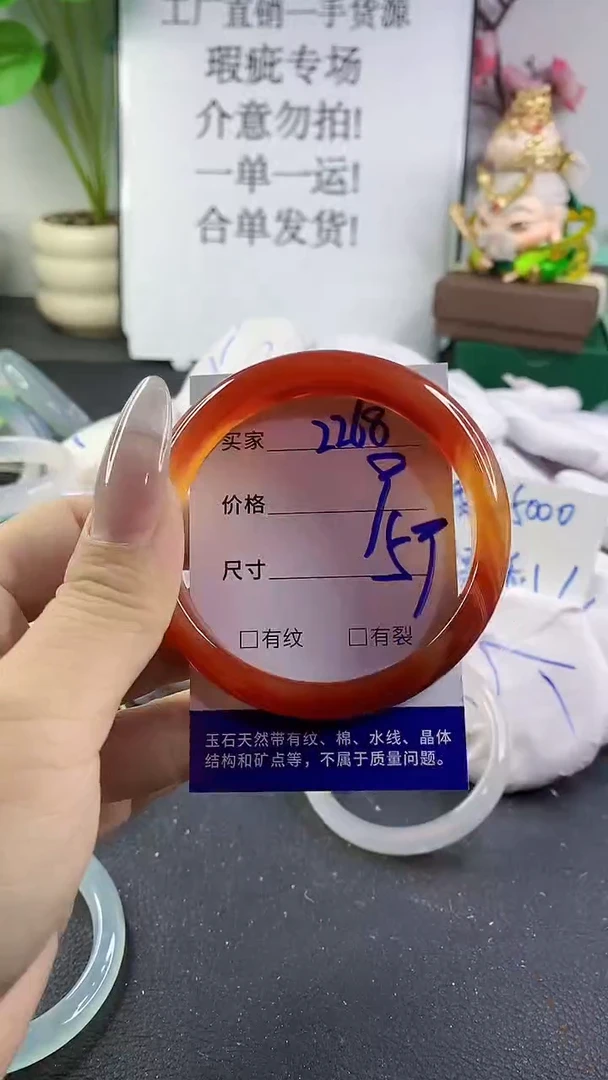 工厂直销一手货源
瑕疵专场
介意勿拍!
一单一运!
合单发货!
买家 2268
价格 9
尺寸 57
□有纹 □有裂
玉石天然带有纹、棉、水线、晶体
结构和矿点等，不属于质量问题。
5000